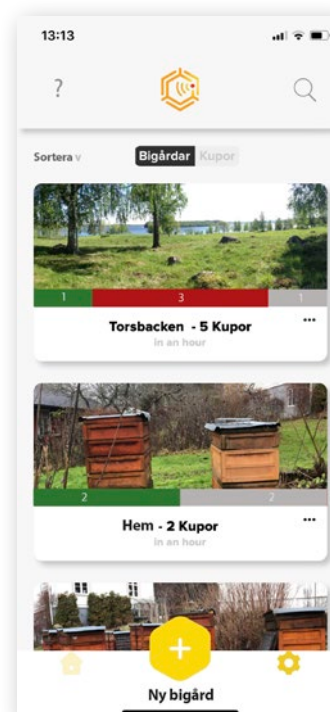 13:13
?
Sortera v
Bigårdar Kupor
1 3 1
Torsbacken - 5 Kupor
...
in an hour
2 2
Hem - 2 Kupor
...
in an hour
+
Ny bigård